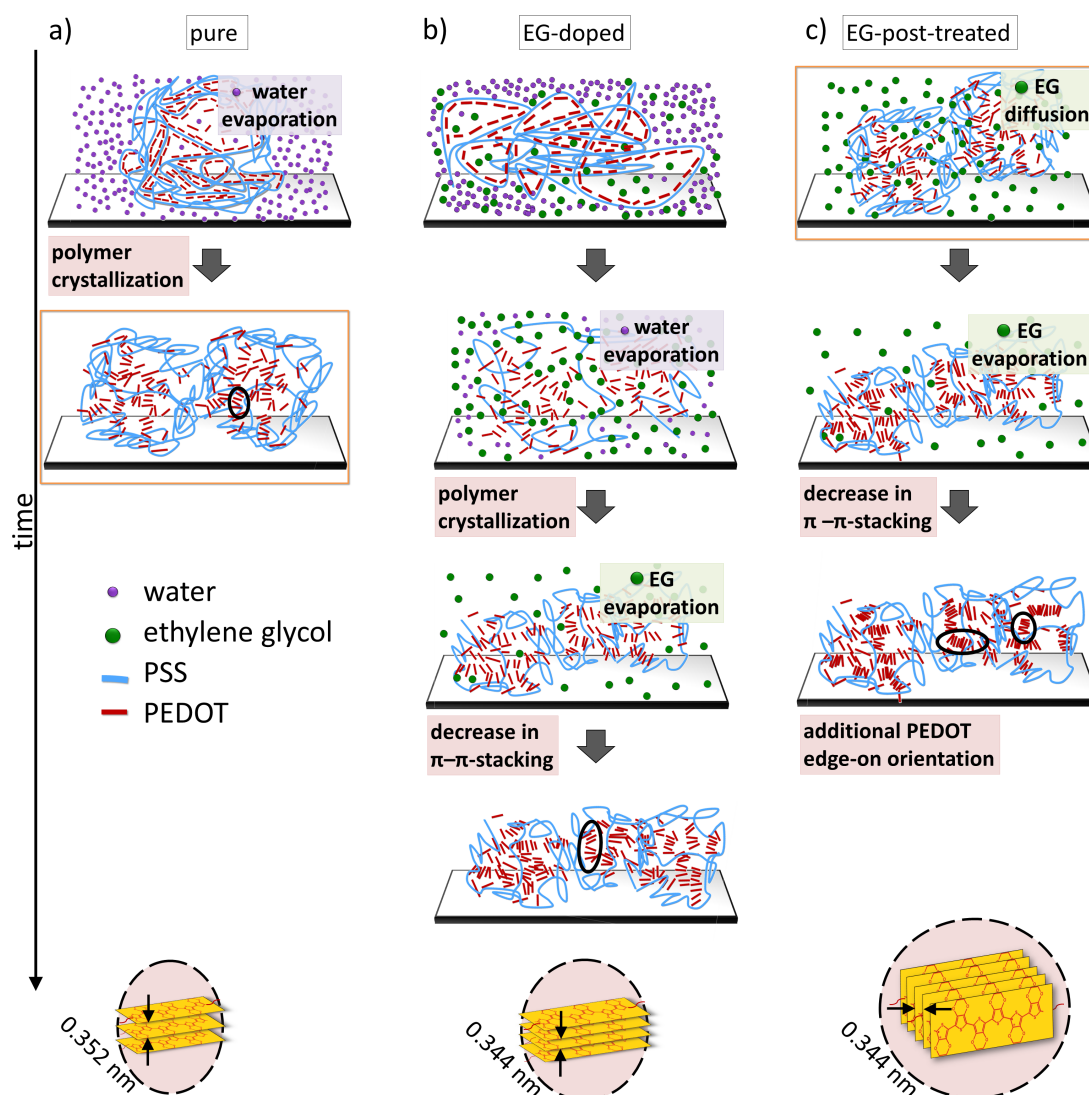 a)
pure
water
evaporation
polymer
crystallization
b)
EG-doped
water
evaporation
polymer
crystallization
EG
evaporation
decrease in
π–π-stacking
c)
EG-post-treated
EG
diffusion
EG
evaporation
decrease in
π –π-stacking
additional PEDOT
edge-on orientation
time
water
ethylene glycol
PSS
PEDOT
0.352 nm
0.344 nm
0.344 nm